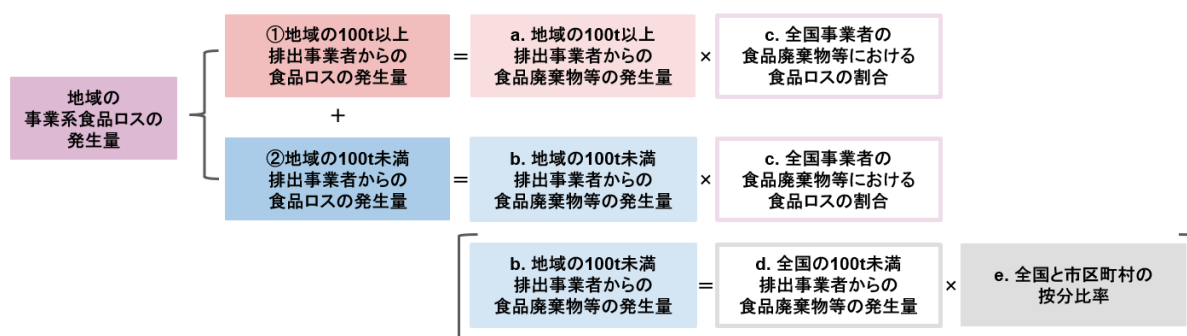 地域の
事業系食品ロスの
発生量
①地域の100t以上
排出事業者からの
食品ロスの発生量
=
a. 地域の100t以上
排出事業者からの
食品廃棄物等の発生量
×
c. 全国事業者の
食品廃棄物等における
食品ロスの割合
+
②地域の100t未満
排出事業者からの
食品ロスの発生量
=
b. 地域の100t未満
排出事業者からの
食品廃棄物等の発生量
×
c. 全国事業者の
食品廃棄物等における
食品ロスの割合
b. 地域の100t未満
排出事業者からの
食品廃棄物等の発生量
=
d. 全国の100t未満
排出事業者からの
食品廃棄物等の発生量
×
e. 全国と市区町村の
按分比率